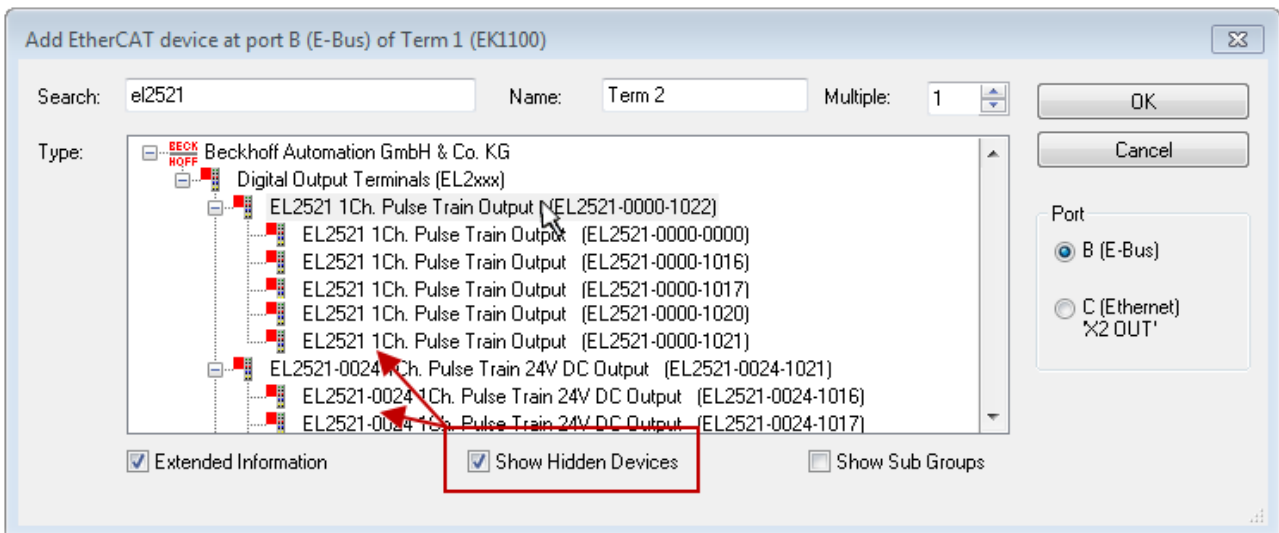 Add EtherCAT device at port B (E-Bus) of Term 1 (EK1100)
Search: el2521 Name: Term 2 Multiple: 1 OK
Type: BECKHOFF Beckhoff Automation GmbH & Co. KG Cancel
Digital Output Terminals (EL2xxx)
EL2521 1Ch. Pulse Train Output (EL2521-0000-1022) Port
EL2521 1Ch. Pulse Train Output (EL2521-0000-0000)
B (E-Bus)
EL2521 1Ch. Pulse Train Output (EL2521-0000-1016)
EL2521 1Ch. Pulse Train Output (EL2521-0000-1017)
EL2521 1Ch. Pulse Train Output (EL2521-0000-1020) C (Ethernet)
'X2 OUT'
EL2521 1Ch. Pulse Train Output (EL2521-0000-1021)
EL2521-0024 1Ch. Pulse Train 24V DC Output (EL2521-0024-1021)
EL2521-0024 1Ch. Pulse Train 24V DC Output (EL2521-0024-1016)
EL2521-0024 1Ch. Pulse Train 24V DC Output (EL2521-0024-1017)
Extended Information Show Hidden Devices Show Sub Groups